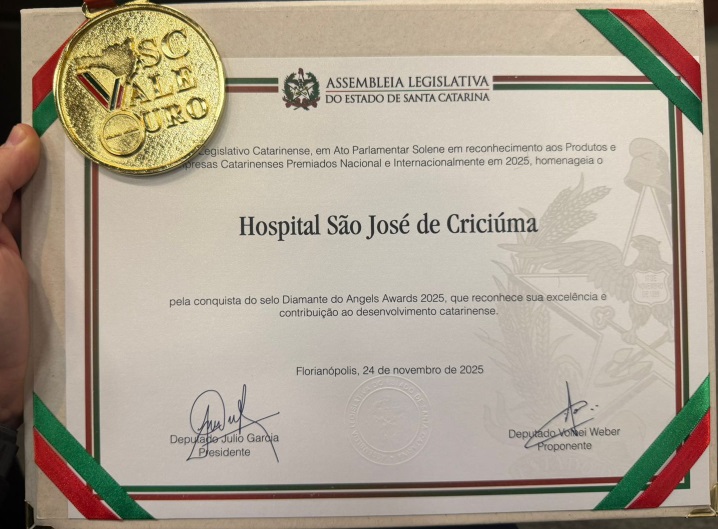 SC
VALE
OURO
ASSEMBLEIA LEGISLATIVA
DO ESTADO DE SANTA CATARINA
Legislativo Catarinense, em Ato Parlamentar Solene em reconhecimento aos Produtos e
Catarinenses Premiados Nacional e Internacionalmente em 2025, homenageia o
Hospital São José de Criciúma
pela conquista do selo Diamante do Angels Awards 2025, que reconhece sua excelência e
contribuição ao desenvolvimento catarinense.
Florianópolis, 24 de novembro de 2025
Deputado Julio Garcia
Presidente
Deputado Volnei Weber
Proponente